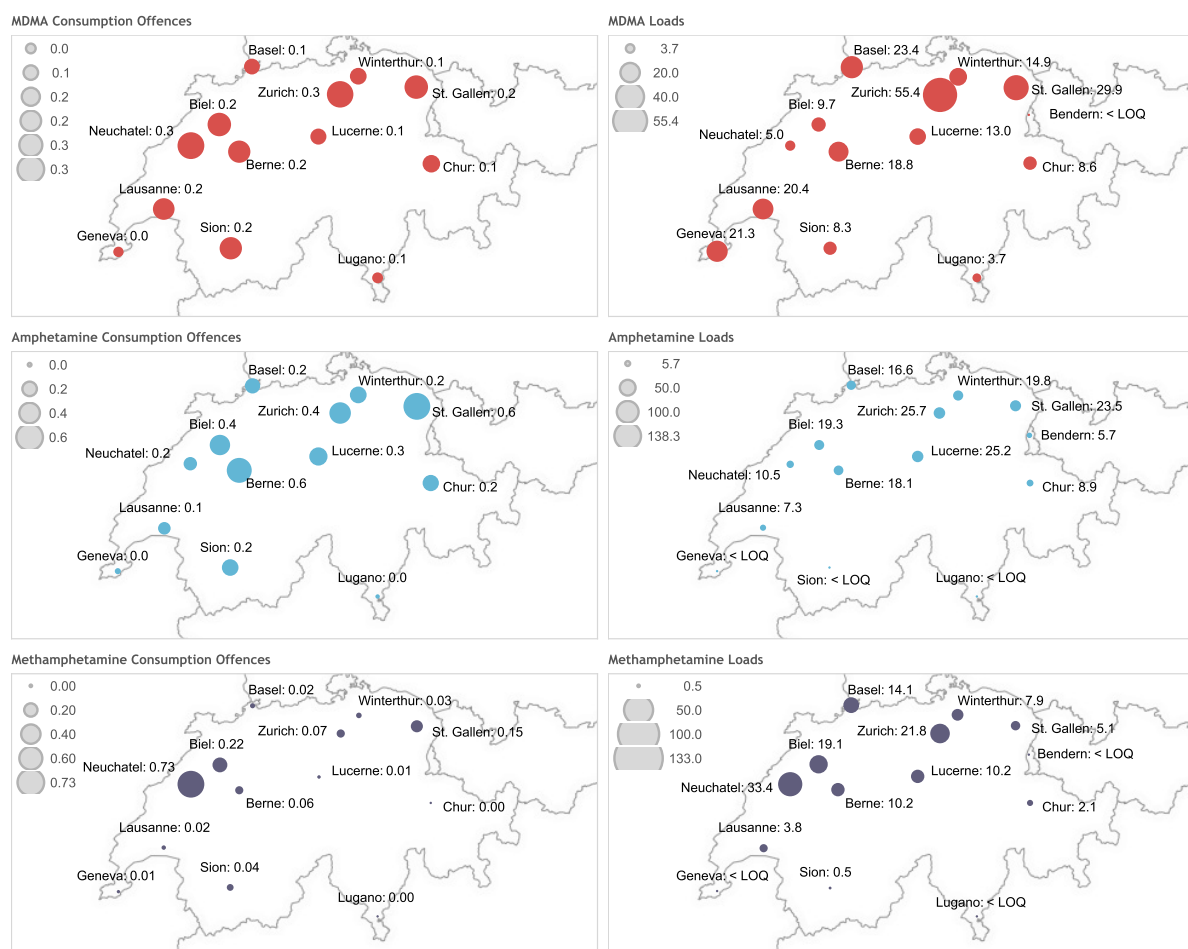 MDMA Consumption Offences
0.0
0.1
0.2
0.2
0.3
0.3
Basel: 0.1
Winterthur: 0.1
Zurich: 0.3
St. Gallen: 0.2
Biel: 0.2
Neuchatel: 0.3
Lucerne: 0.1
Berne: 0.2
Chur: 0.1
Lausanne: 0.2
Sion: 0.2
Geneva: 0.0
Lugano: 0.1
MDMA Loads
3.7
20.0
40.0
55.4
Basel: 23.4
Winterthur: 14.9
Zurich: 55.4
St. Gallen: 29.9
Biel: 9.7
Bendern: < LOQ
Neuchatel: 5.0
Lucerne: 13.0
Berne: 18.8
Chur: 8.6
Lausanne: 20.4
Sion: 8.3
Geneva: 21.3
Lugano: 3.7
Amphetamine Consumption Offences
0.0
0.2
0.4
0.6
Basel: 0.2
Winterthur: 0.2
Zurich: 0.4
St. Gallen: 0.6
Biel: 0.4
Neuchatel: 0.2
Lucerne: 0.3
Berne: 0.6
Chur: 0.2
Lausanne: 0.1
Sion: 0.2
Geneva: 0.0
Lugano: 0.0
Amphetamine Loads
5.7
50.0
100.0
138.3
Basel: 16.6
Winterthur: 19.8
Zurich: 25.7
St. Gallen: 23.5
Biel: 19.3
Bendern: 5.7
Lucerne: 25.2
Neuchatel: 10.5
Berne: 18.1
Chur: 8.9
Lausanne: 7.3
Geneva: < LOQ
Sion: < LOQ
Lugano: < LOQ
Methamphetamine Consumption Offences
0.00
0.20
0.40
0.60
0.73
Basel: 0.02
Winterthur: 0.03
Zurich: 0.07
St. Gallen: 0.15
Biel: 0.22
Neuchatel: 0.73
Lucerne: 0.01
Berne: 0.06
Chur: 0.00
Lausanne: 0.02
Sion: 0.04
Geneva: 0.01
Lugano: 0.00
Methamphetamine Loads
0.5
50.0
100.0
133.0
Basel: 14.1
Winterthur: 7.9
Zurich: 21.8
St. Gallen: 5.1
Biel: 19.1
Bendern: < LOQ
Lucerne: 10.2
Neuchatel: 33.4
Berne: 10.2
Chur: 2.1
Lausanne: 3.8
Sion: 0.5
Geneva: < LOQ
Lugano: < LOQ